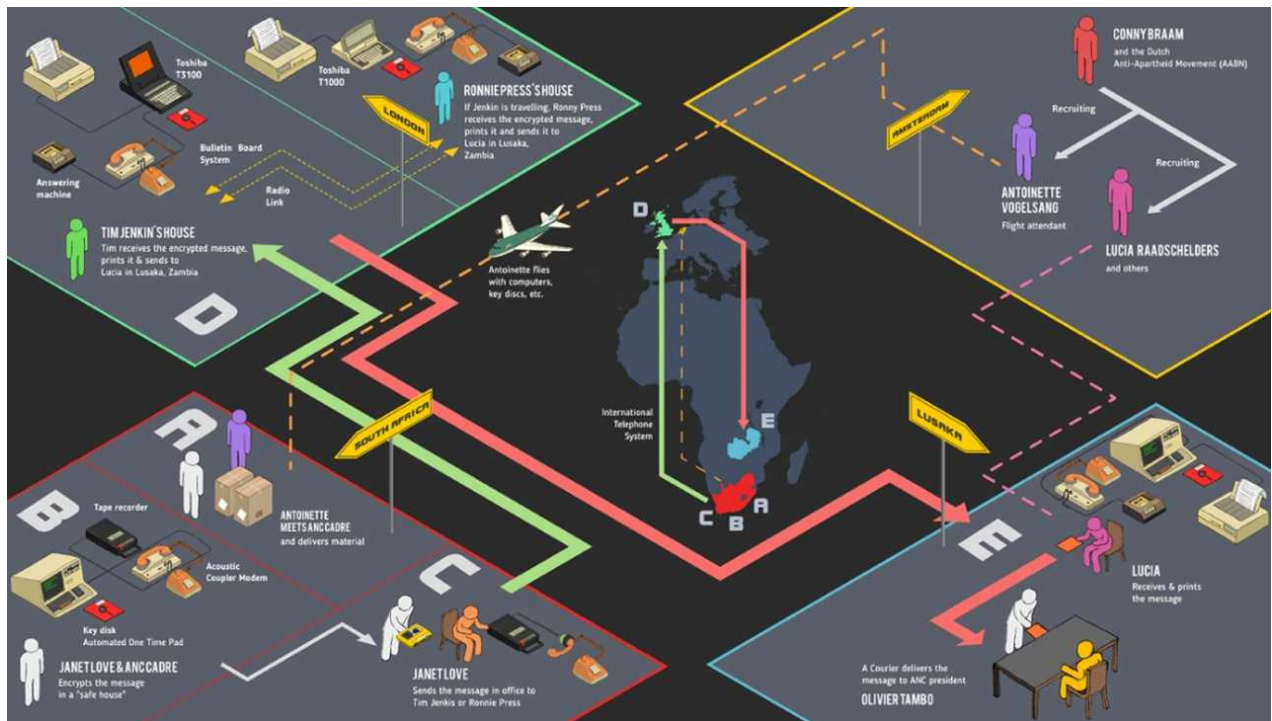 Toshiba
T3100
Bulletin Board
System
Answering
machine
Radio
Link
TIM JENKIN'S HOUSE
Tim receives the encrypted message,
prints it & sends to
Lucia in Lusaka, Zambia
D
Toshiba
T1000
RONNIE PRESS'S HOUSE
If Jenkin is travelling, Ronny Press
receives the encrypted message,
prints it and sends it to
Lucia in Lusaka,
Zambia
LONDON
Antoinette flies
with computers,
key discs, etc.
AMSTERDAM
CONNY BRAAM
and the Dutch
Anti-Apartheid Movement (AABN)
Recruiting
Recruiting
ANTOINETTE
VOGELSANG
Flight attendant
LUCIA RAADSCHELDERS
and others
D
International
Telephone
System
E
C
B
A
SOUTH AFRICA
A
ANTOINETTE
MEETS ANC CADRE
and delivers material
B
Tape recorder
Acoustic
Coupler Modem
Key disk
Automated One Time Pad
JANET LOVE & ANC CADRE
Encrypts the message
in a "safe house"
C
JANET LOVE
Sends the message in office to
Tim Jenkis or Ronnie Press
LUSAKA
E
LUCIA
Receives & prints
the message
A Courier delivers the
message to ANC president
OLIVIER TAMBO